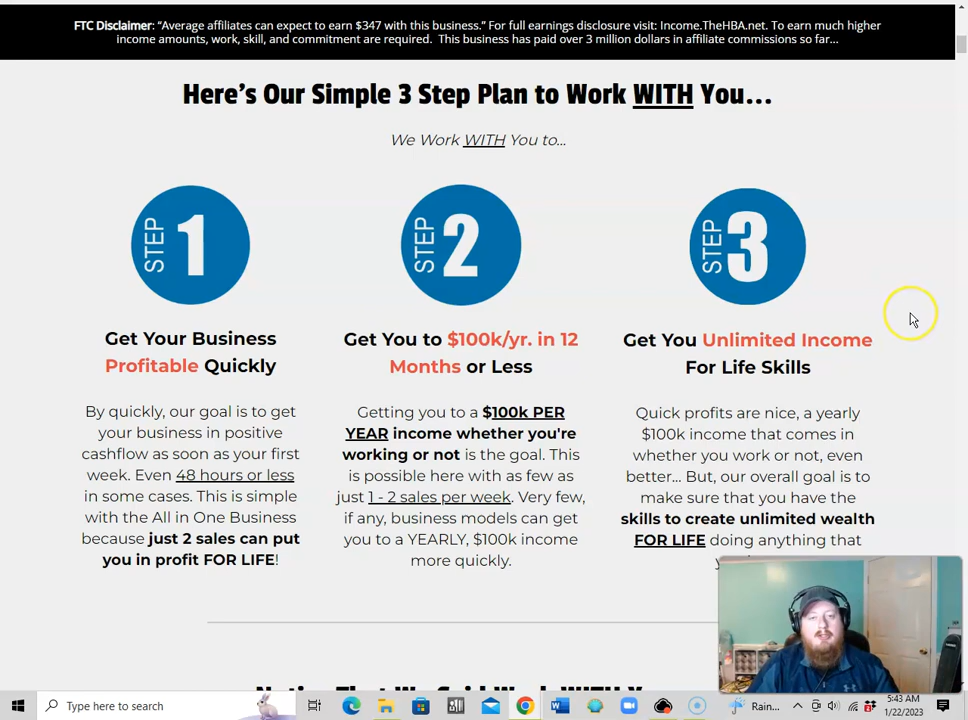 FTC Disclaimer: “Average affiliates can expect to earn $347 with this business.” For full earnings disclosure visit: Income.TheHBA.net. To earn much higher
income amounts, work, skill, and commitment are required. This business has paid over 3 million dollars in affiliate commissions so far...
Here's Our Simple 3 Step Plan to Work WITH You...
We Work WITH You to...
STEP 1
Get Your Business
Profitable Quickly
By quickly, our goal is to get
your business in positive
cashflow as soon as your first
week. Even 48 hours or less
in some cases. This is simple
with the All in One Business
because just 2 sales can put
you in profit FOR LIFE!
STEP 2
Get You to $100k/yr. in 12
Months or Less
Getting you to a $100k PER
YEAR income whether you're
working or not is the goal. This
is possible here with as few as
just 1 - 2 sales per week. Very few,
if any, business models can get
you to a YEARLY, $100k income
more quickly.
STEP 3
Get You Unlimited Income
For Life Skills
Quick profits are nice, a yearly
$100k income that comes in
whether you work or not, even
better... But, our overall goal is to
make sure that you have the
skills to create unlimited wealth
FOR LIFE doing anything that
Type here to search
Rain...
5:43 AM
1/22/2023